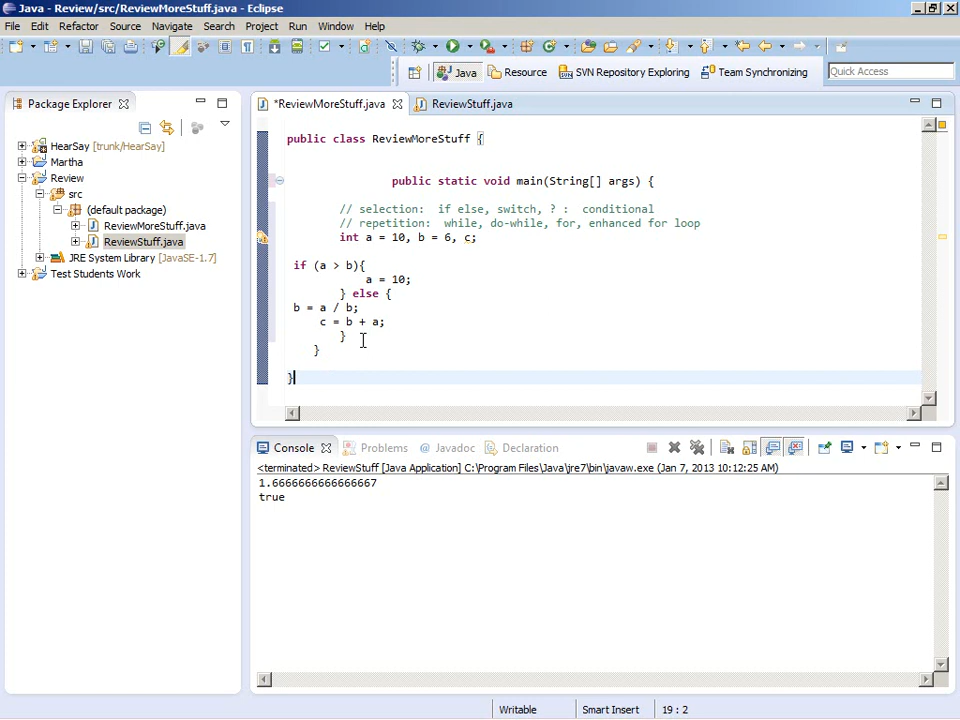 Java - Review/src/ReviewMoreStuff.java - Eclipse
File Edit Refactor Source Navigate Search Project Run Window Help
Java Resource SVN Repository Exploring Team Synchronizing Quick Access
Package Explorer
HearSay [trunk/HearSay]
Martha
Review
src
(default package)
ReviewMoreStuff.java
ReviewStuff.java
JRE System Library [JavaSE-1.7]
Test Students Work
*ReviewMoreStuff.java ReviewStuff.java
public class ReviewMoreStuff {
public static void main(String[] args) {
// selection: if else, switch, ? : conditional
// repetition: while, do-while, for, enhanced for loop
int a = 10, b = 6, c;
if (a > b){
a = 10;
} else {
b = a / b;
c = b + a;
}
}
}
Console Problems @ Javadoc Declaration
<terminated> ReviewStuff [Java Application] C:\Program Files\Java\jre7\bin\javaw.exe (Jan 7, 2013 10:12:25 AM)
1.6666666666666667
true
Writable Smart Insert 19 : 2